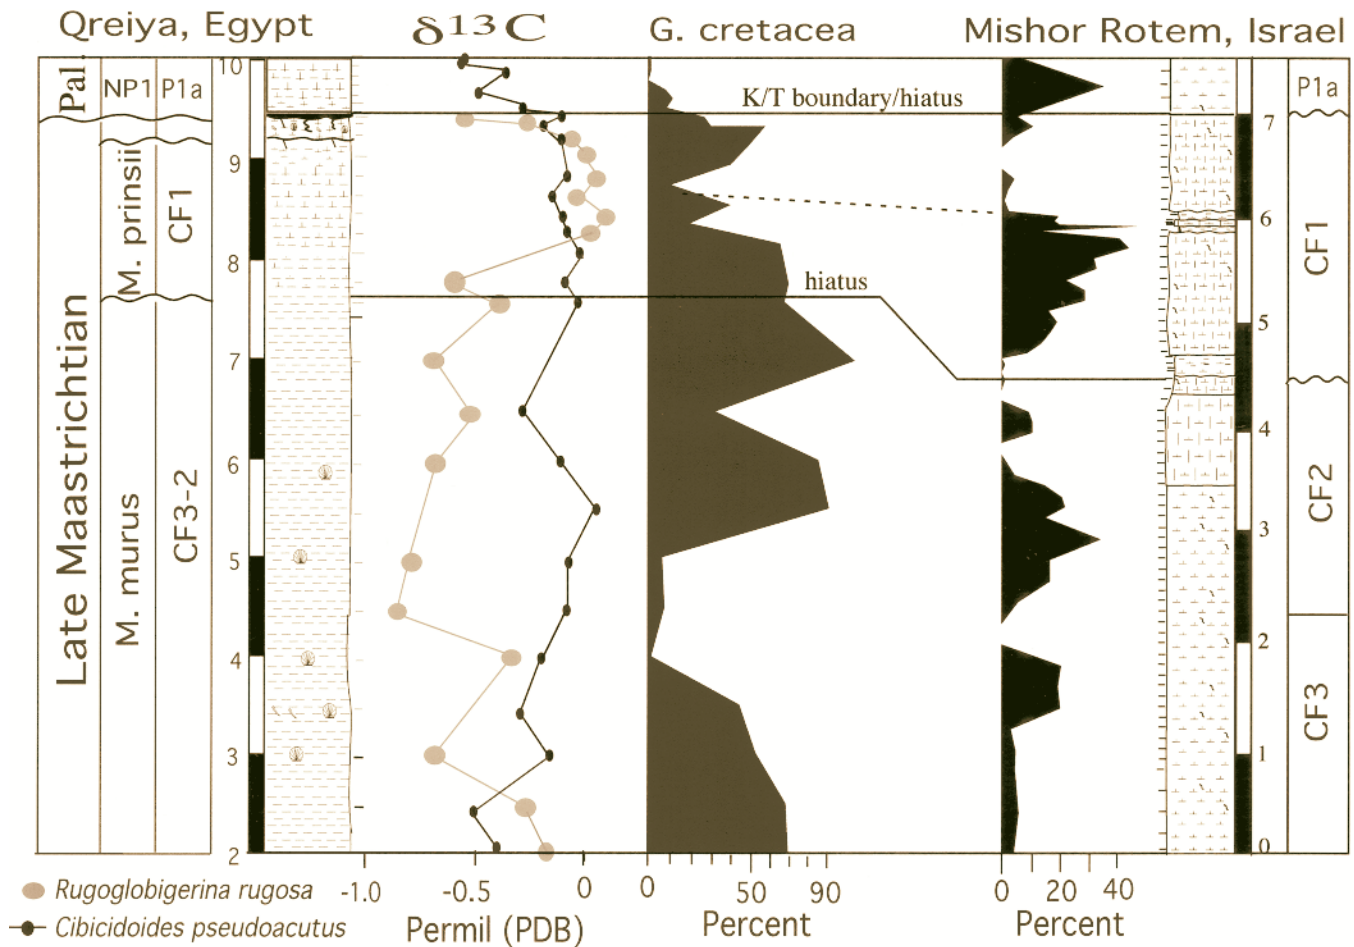 Qreiya, Egypt
δ13C
G. cretacea
Mishor Rotem, Israel
Pal.
NP1
P1a
Late Maastrichtian
M. prinsii
CF1
M. murus
CF3-2
10
9
8
7
6
5
4
3
2
K/T boundary/hiatus
hiatus
7
6
5
4
3
2
1
0
P1a
CF1
CF2
CF3
-1.0 -0.5 0
Permil (PDB)
0 50 90
Percent
0 20 40
Percent
Rugoglobigerina rugosa
Cibicidoides pseudoacutus